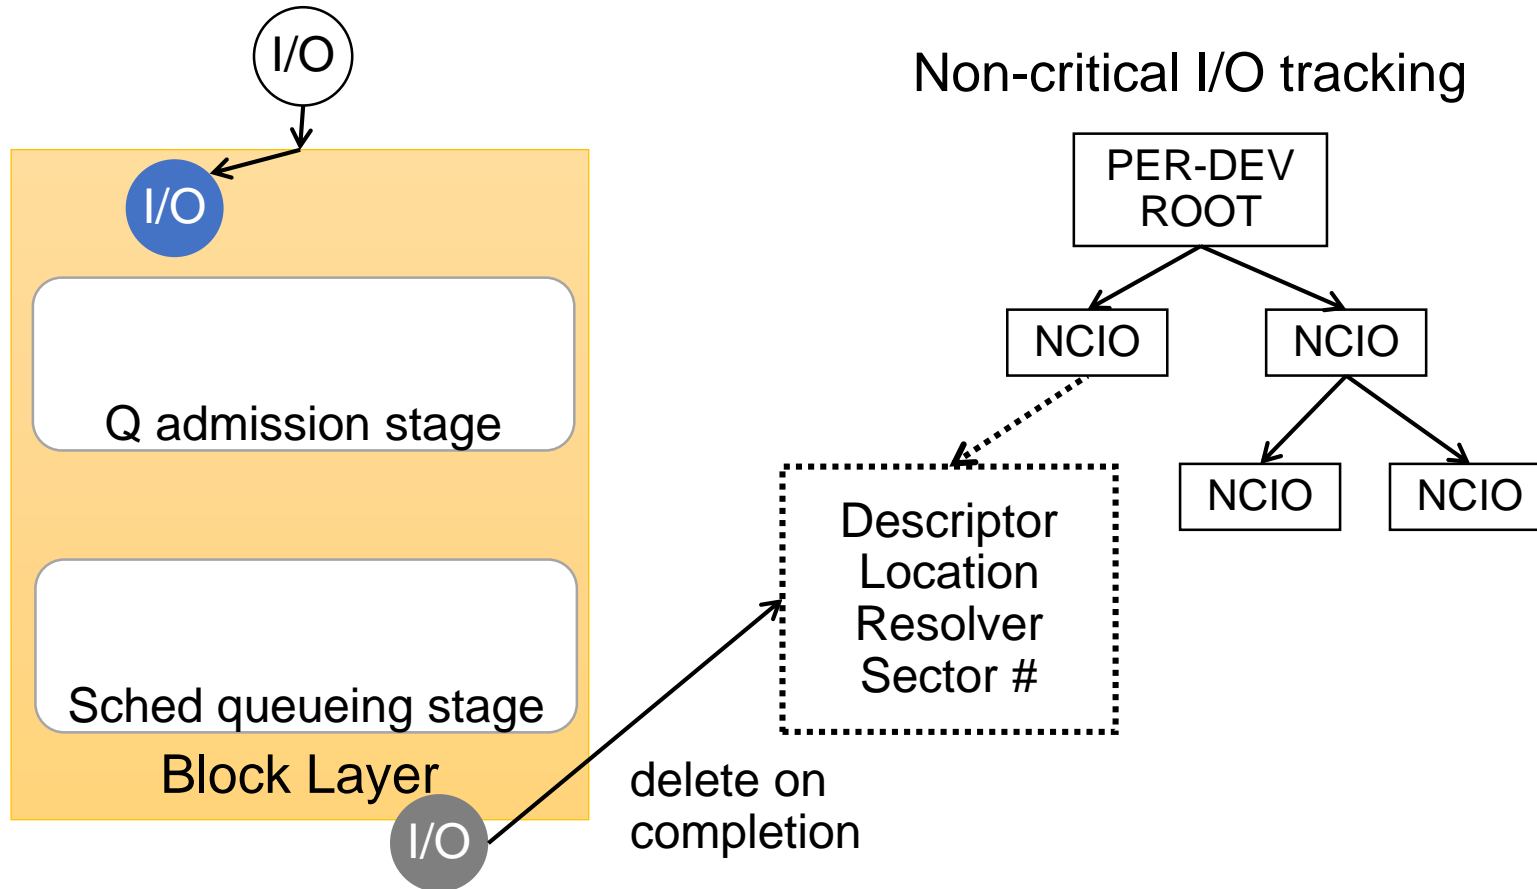 I/O
I/O
Q admission stage
Sched queueing stage
Block Layer
I/O
delete on
completion
Non-critical I/O tracking
PER-DEV
ROOT
NCIO
NCIO
NCIO
NCIO
Descriptor
Location
Resolver
Sector #